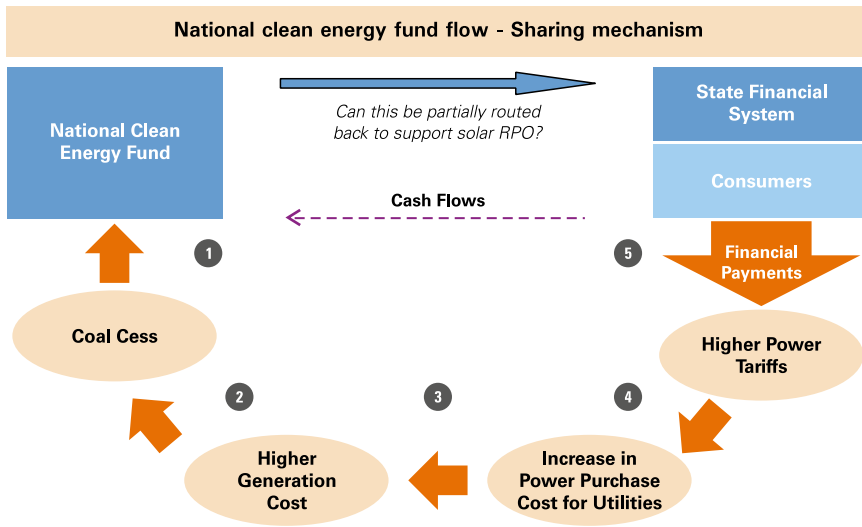 National clean energy fund flow - Sharing mechanism
National Clean
Energy Fund
Can this be partially routed
back to support solar RPO?
State Financial
System
Consumers
Cash Flows
1
5
Financial
Payments
Coal Cess
Higher Power
Tariffs
2
3
4
Higher
Generation
Cost
Increase in
Power Purchase
Cost for Utilities